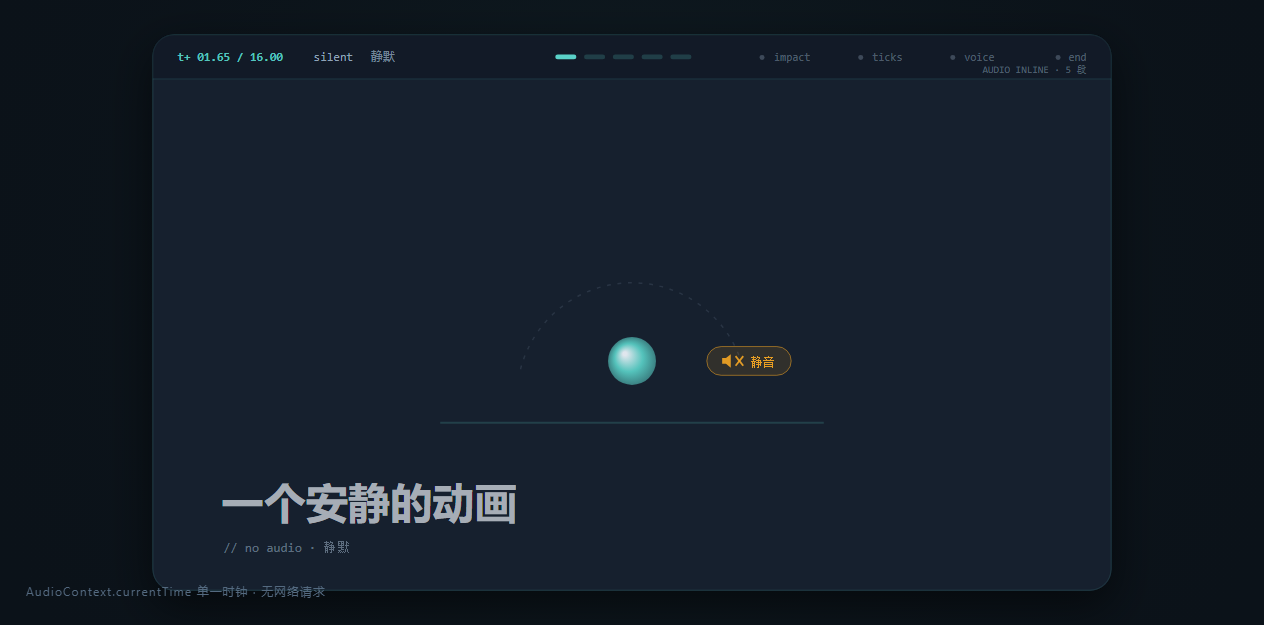 t+ 01.65 / 16.00 silent 静默 impact ticks voice end
AUDIO INLINE · 5 段
静音
一个安静的动画
// no audio · 静默
AudioContext.currentTime 单一时钟 · 无网络请求